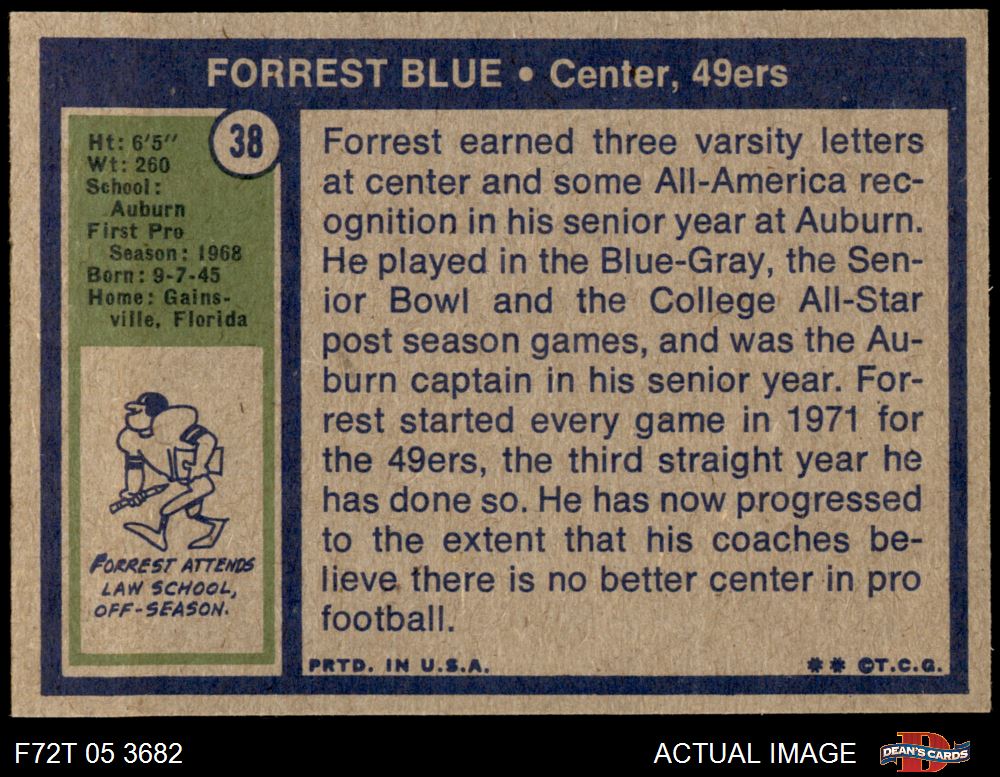 FORREST BLUE • Center, 49ers
38
Ht: 6'5"
Wt: 260
School:
Auburn
First Pro
Season: 1968
Born: 9-7-45
Home: Gains-
ville, Florida
FORREST ATTENDS
LAW SCHOOL,
OFF-SEASON.
Forrest earned three varsity letters
at center and some All-America rec-
ognition in his senior year at Auburn.
He played in the Blue-Gray, the Sen-
ior Bowl and the College All-Star
post season games, and was the Au-
burn captain in his senior year. For-
rest started every game in 1971 for
the 49ers, the third straight year he
has done so. He has now progressed
to the extent that his coaches be-
lieve there is no better center in pro
football.
PRTD. IN U.S.A.
** ©T.C.G.
F72T 05 3682
ACTUAL IMAGE
D
DEAN'S CARDS